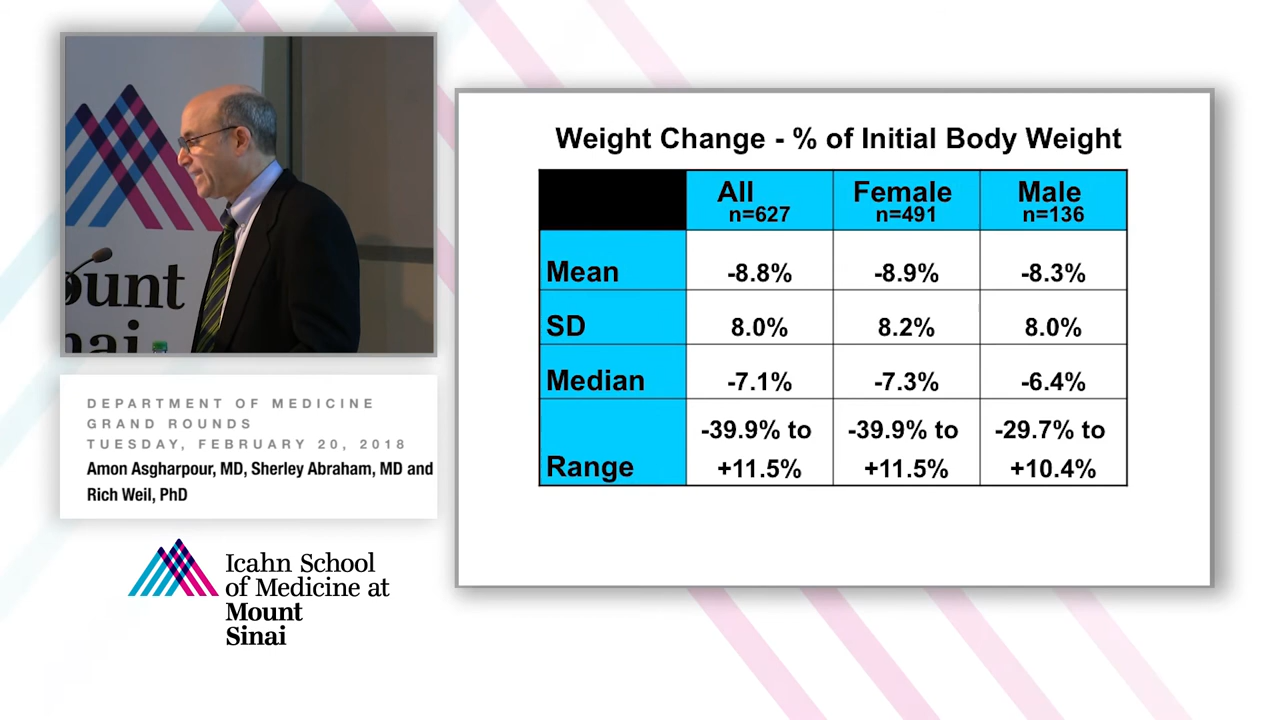 ount
nai
DEPARTMENT OF MEDICINE
GRAND ROUNDS
TUESDAY, FEBRUARY 20, 2018
Amon Asgharpour, MD, Sherley Abraham, MD and
Rich Weil, PhD
Icahn School
of Medicine at
Mount
Sinai
Weight Change - % of Initial Body Weight
All Female Male
n=627 n=491 n=136
Mean -8.8% -8.9% -8.3%
SD 8.0% 8.2% 8.0%
Median -7.1% -7.3% -6.4%
-39.9% to -39.9% to -29.7% to
Range +11.5% +11.5% +10.4%